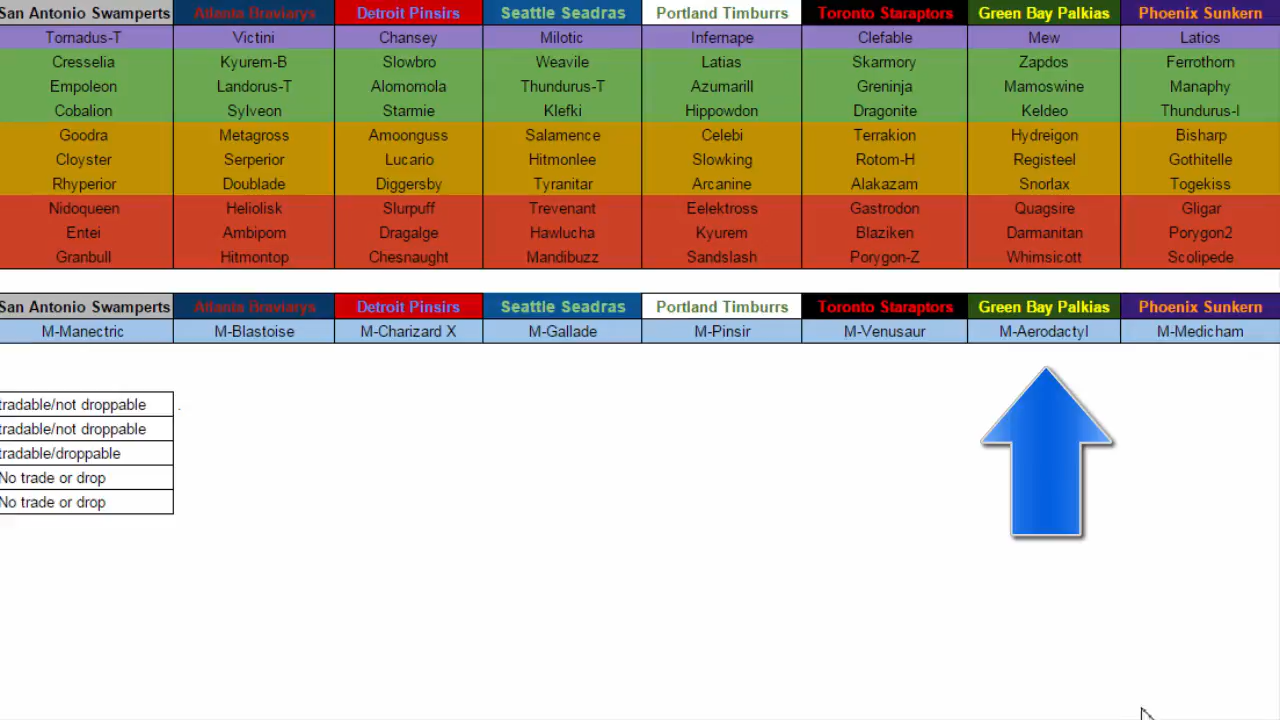 San Antonio Swamperts Atlanta Braviarys Detroit Pinsirs Seattle Seadras Portland Timburrs Toronto Staraptors Green Bay Palkias Phoenix Sunkern
Tornadus-T Victini Chansey Milotic Infernape Clefable Mew Latios
Cresselia Kyurem-B Slowbro Weavile Latias Skarmory Zapdos Ferrothorn
Empoleon Landorus-T Alomomola Thundurus-T Azumarill Greninja Mamoswine Manaphy
Cobalion Sylveon Starmie Klefki Hippowdon Dragonite Keldeo Thundurus-I
Goodra Metagross Amoonguss Salamence Celebi Terrakion Hydreigon Bisharp
Cloyster Serperior Lucario Hitmonlee Slowking Rotom-H Registeel Gothitelle
Rhyperior Doublade Diggersby Tyranitar Arcanine Alakazam Snorlax Togekiss
Nidoqueen Heliolisk Slurpuff Trevenant Eelektross Gastrodon Quagsire Gligar
Entei Ambipom Dragalge Hawlucha Kyurem Blaziken Darmanitan Porygon2
Granbull Hitmontop Chesnaught Mandibuzz Sandslash Porygon-Z Whimsicott Scolipede
San Antonio Swamperts Atlanta Braviarys Detroit Pinsirs Seattle Seadras Portland Timburrs Toronto Staraptors Green Bay Palkias Phoenix Sunkern
M-Manectric M-Blastoise M-Charizard X M-Gallade M-Pinsir M-Venusaur M-Aerodactyl M-Medicham
tradable/not droppable
tradable/not droppable
tradable/droppable
No trade or drop
No trade or drop